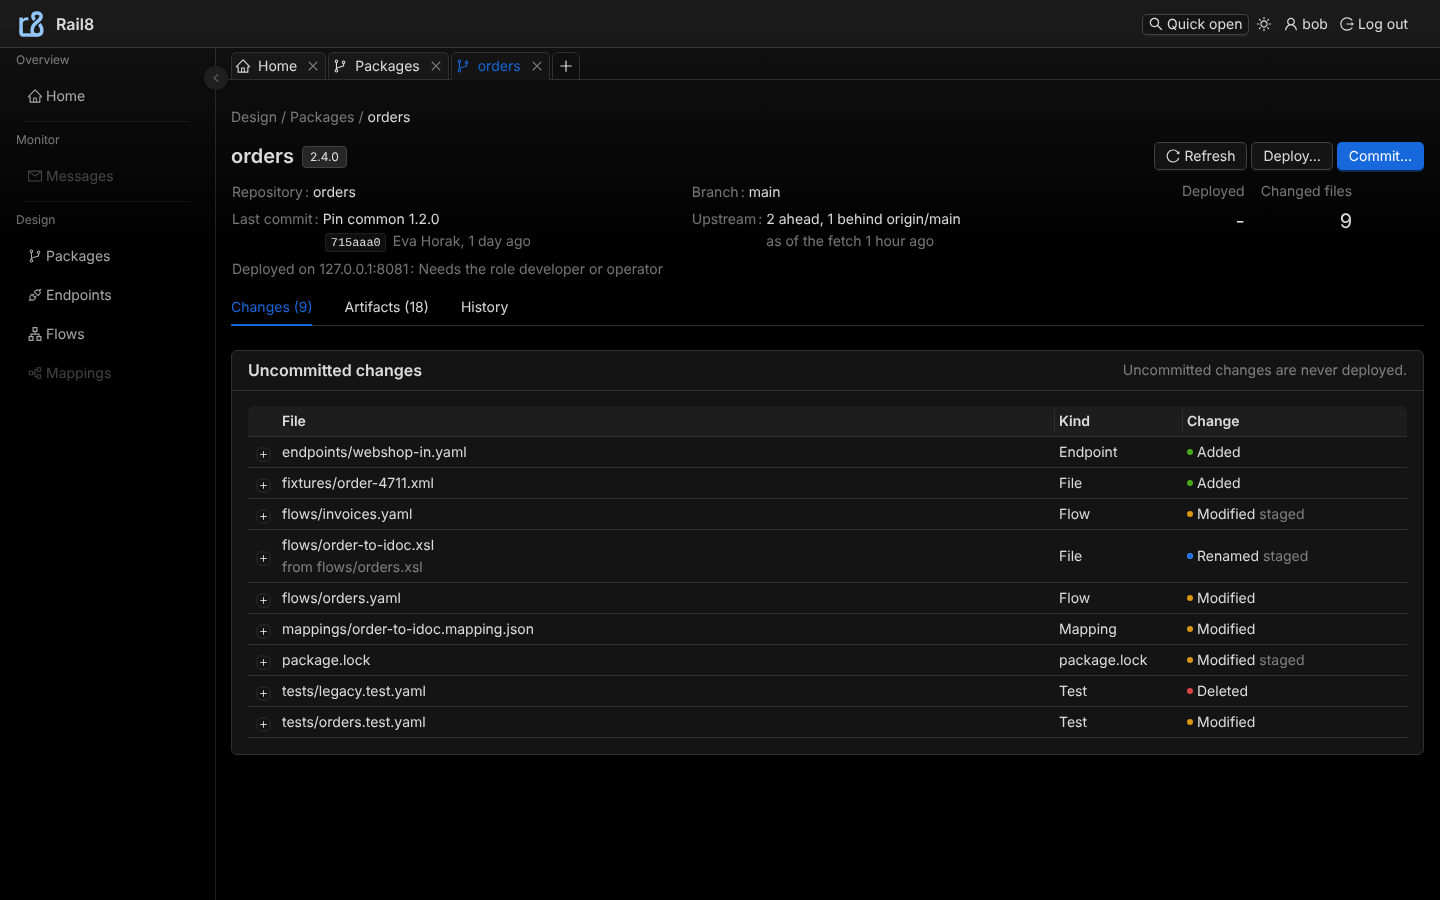 r8 Rail8
Quick open
bob
Log out
Overview
Home
Monitor
Messages
Design
Packages
Endpoints
Flows
Mappings
Home
Packages
orders
Design / Packages / orders
orders 2.4.0
Refresh
Deploy...
Commit...
Repository: orders
Branch: main
Deployed
Changed files
Last commit: Pin common 1.2.0
Upstream: 2 ahead, 1 behind origin/main
-
9
715aaa0 Eva Horak, 1 day ago
as of the fetch 1 hour ago
Deployed on 127.0.0.1:8081: Needs the role developer or operator
Changes (9)
Artifacts (18)
History
Uncommitted changes
Uncommitted changes are never deployed.
File Kind Change
endpoints/webshop-in.yaml Endpoint Added
fixtures/order-4711.xml File Added
flows/invoices.yaml Flow Modified staged
flows/order-to-idoc.xsl File Renamed staged
from flows/orders.xsl
flows/orders.yaml Flow Modified
mappings/order-to-idoc.mapping.json Mapping Modified
package.lock package.lock Modified staged
tests/legacy.test.yaml Test Deleted
tests/orders.test.yaml Test Modified